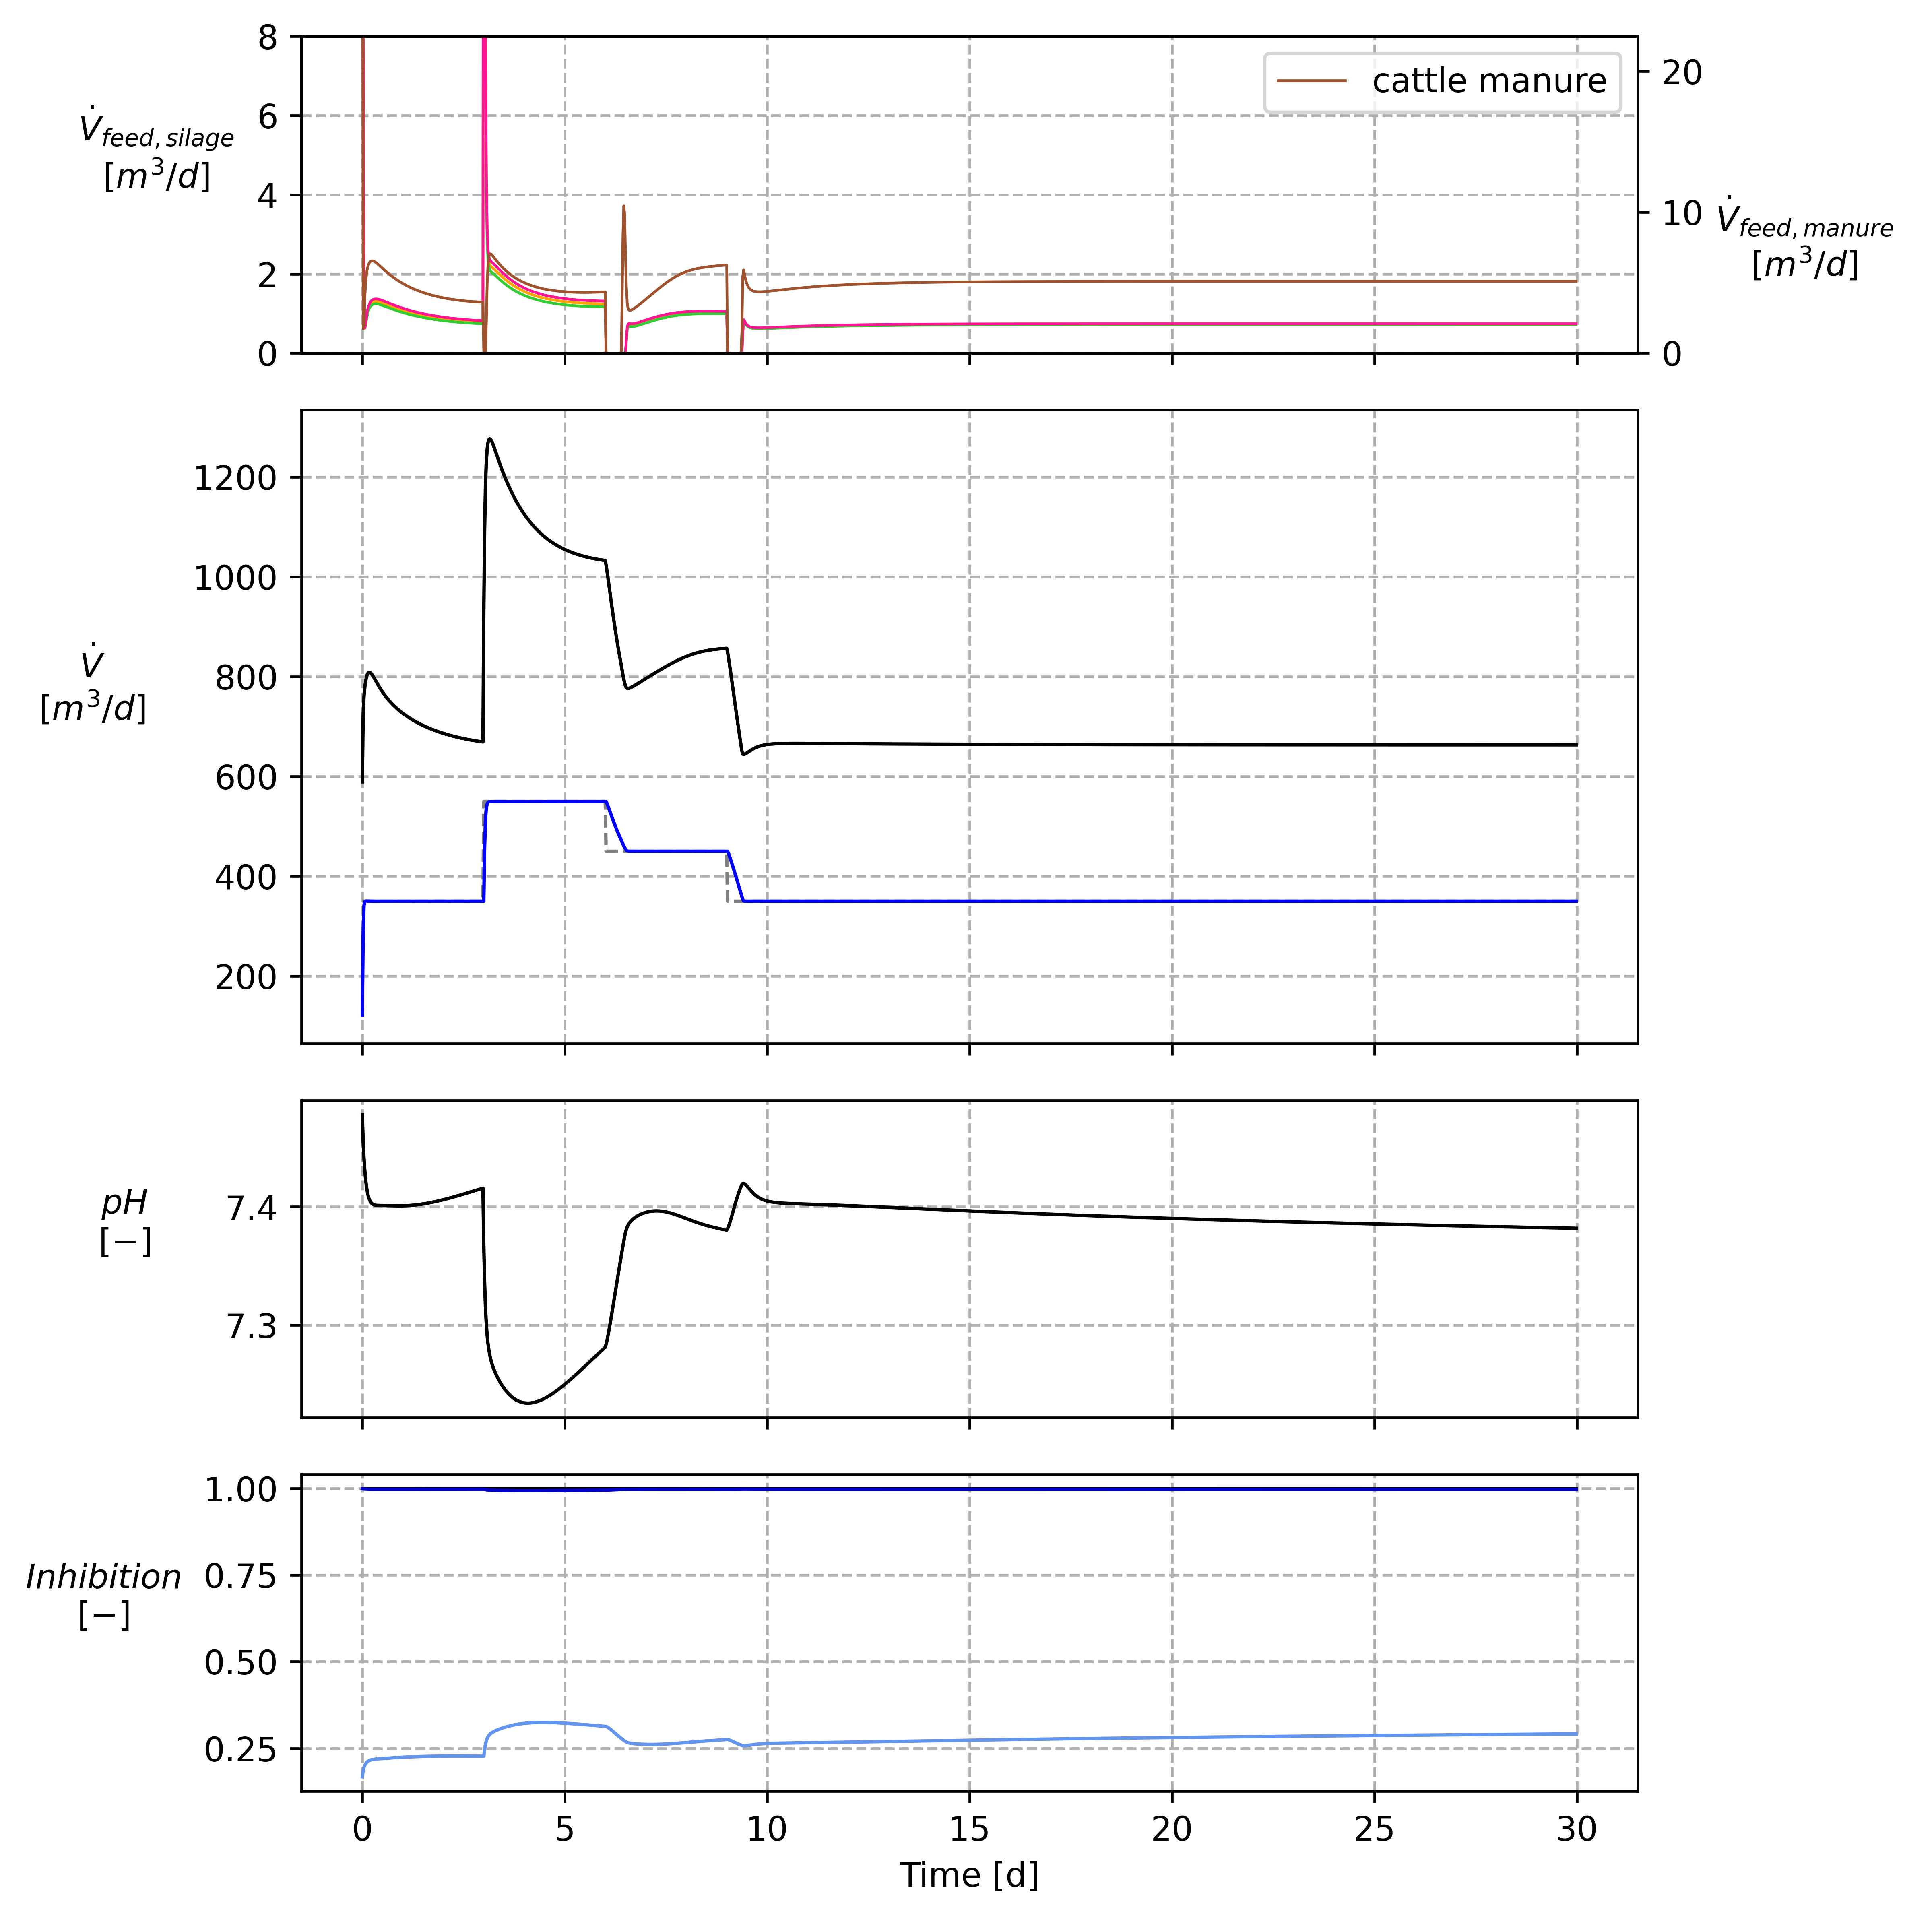 8
6
4
2
0
V̇feed, silage
[m³/d]
cattle manure
20
10
0
V̇feed, manure
[m³/d]
1200
1000
800
600
400
200
V̇
[m³/d]
7.4
7.3
pH
[−]
1.00
0.75
0.50
0.25
Inhibition
[−]
0 5 10 15 20 25 30
Time [d]